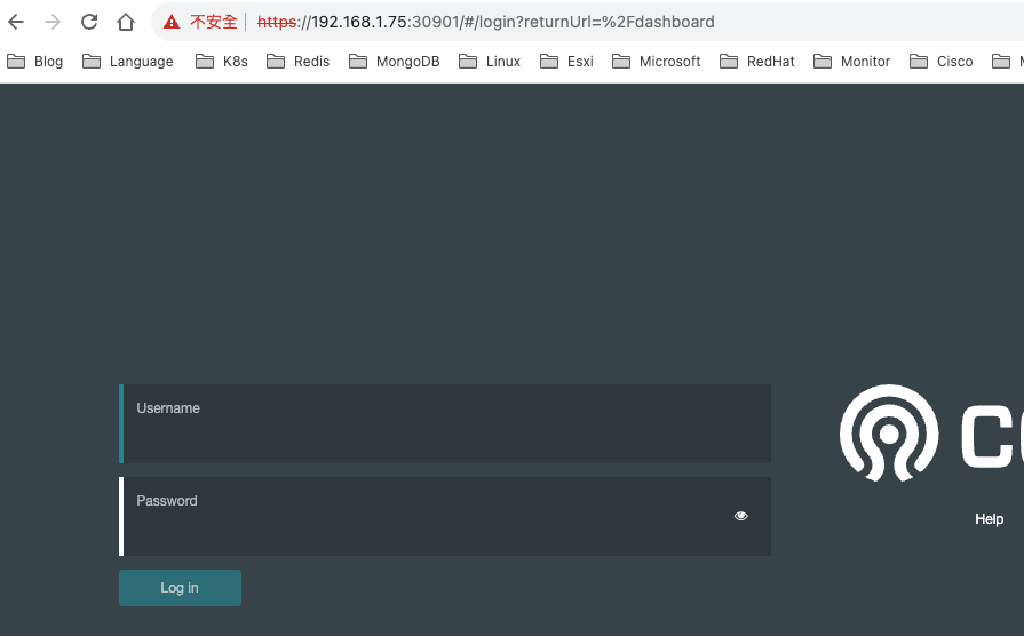 不安全 https://192.168.1.75:30901/#/login?returnUrl=%2Fdashboard
Blog Language K8s Redis MongoDB Linux Esxi Microsoft RedHat Monitor Cisco
Username
Password
Log in
C
Help